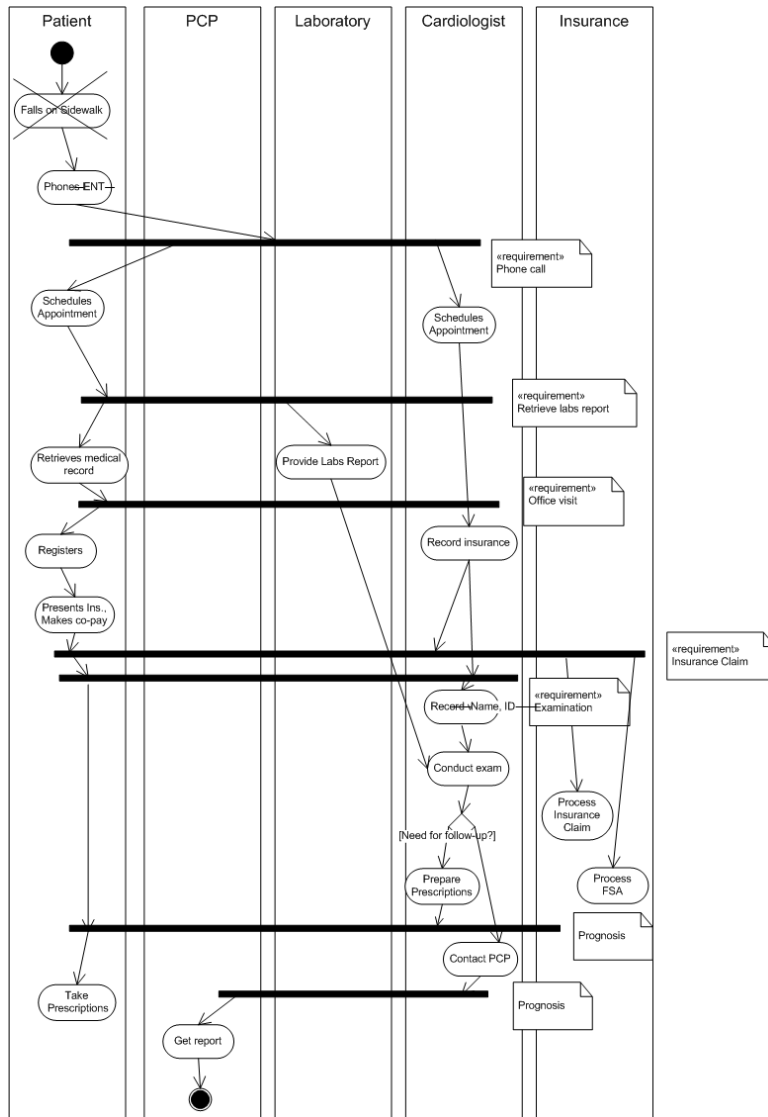 Patient
PCP
Laboratory
Cardiologist
Insurance
Falls on Sidewalk
Phones ENT
«requirement»
Phone call
Schedules
Appointment
Schedules
Appointment
«requirement»
Retrieve labs report
Retrieves medical
record
Provide Labs Report
«requirement»
Office visit
Registers
Record insurance
Presents Ins.,
Makes co-pay
«requirement»
Insurance Claim
Record Name, ID
«requirement»
Examination
Conduct exam
Process
Insurance
Claim
[Need for follow-up?]
Prepare
Prescriptions
Process
FSA
Prognosis
Contact PCP
Take
Prescriptions
Prognosis
Get report